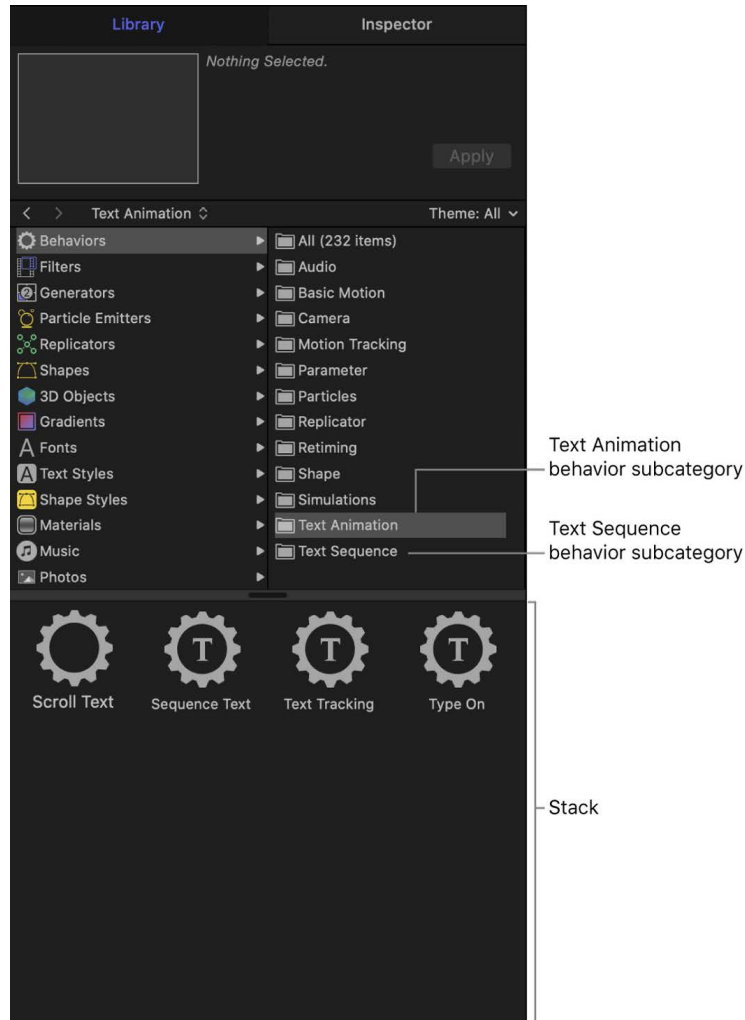 Library
Inspector
Nothing Selected.
Apply
Text Animation
Theme: All
Behaviors
Filters
Generators
Particle Emitters
Replicators
Shapes
3D Objects
Gradients
Fonts
Text Styles
Shape Styles
Materials
Music
Photos
All (232 items)
Audio
Basic Motion
Camera
Motion Tracking
Parameter
Particles
Replicator
Retiming
Shape
Simulations
Text Animation
Text Sequence
Text Animation
behavior subcategory
Text Sequence
behavior subcategory
T
T
T
Scroll Text
Sequence Text
Text Tracking
Type On
Stack